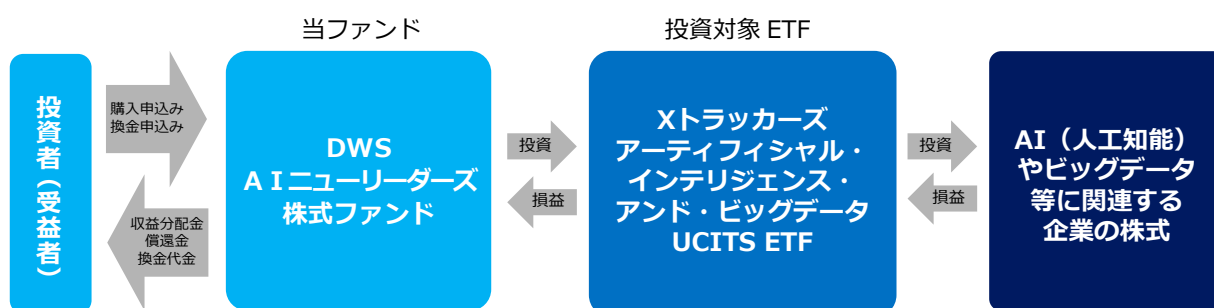 当ファンド
投資対象 ETF
投資者(受益者)
購入申込み
換金申込み
収益分配金
償還金
換金代金
DWS
AIニューリーダーズ
株式ファンド
投資
損益
Xトラッカーズ
アーティフィシャル・
インテリジェンス・
アンド・ビッグデータ
UCITS ETF
投資
損益
AI(人工知能)
やビッグデータ
等に関連する
企業の株式